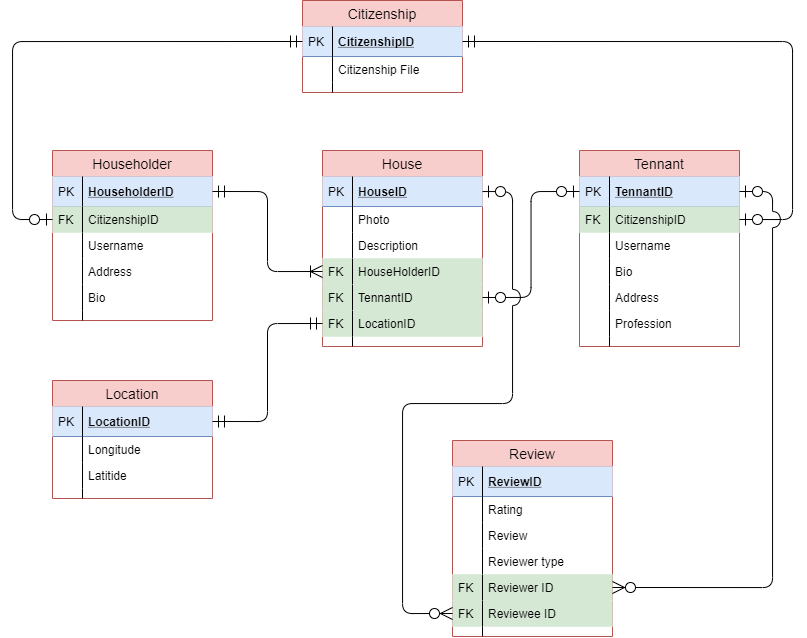 Citizenship
PK CitizenshipID
Citizenship File
Householder
PK HouseholderID
FK CitizenshipID
Username
Address
Bio
House
PK HouseID
Photo
Description
FK HouseHolderID
FK TennantID
FK LocationID
Tennant
PK TennantID
FK CitizenshipID
Username
Bio
Address
Profession
Location
PK LocationID
Longitude
Latitide
Review
PK ReviewID
Rating
Review
Reviewer type
FK Reviewer ID
FK Reviewee ID